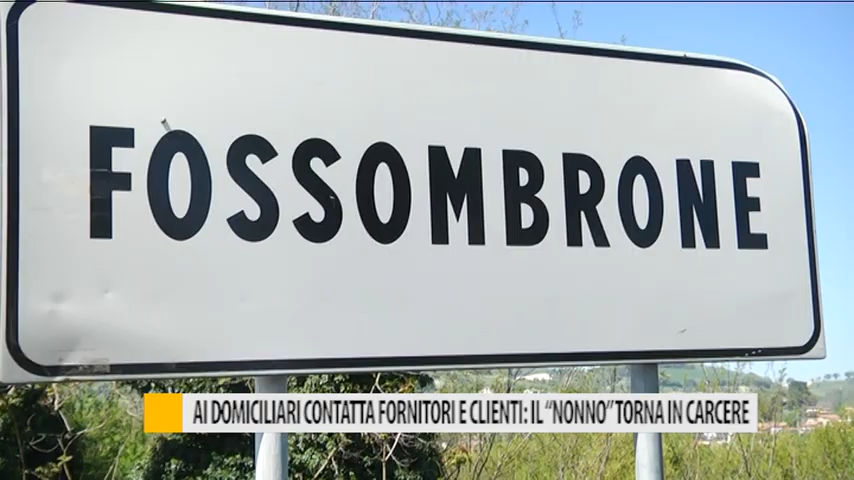 FOSSOMBRONE
AI DOMICILIARI CONTATTA FORNITORI E CLIENTI: IL “NONNO” TORNA IN CARCERE